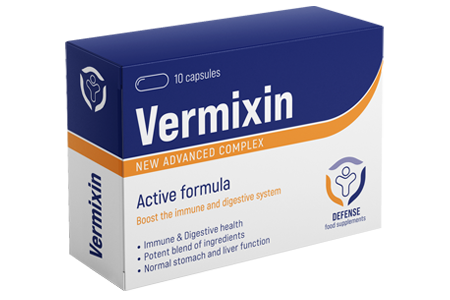 10 capsules
Vermixin
NEW ADVANCED COMPLEX
Active formula
Boost the immune and digestive system
• Immune & Digestive health
• Potent blend of ingredients
• Normal stomach and liver function
DEFENSE
food supplements
Vermixin